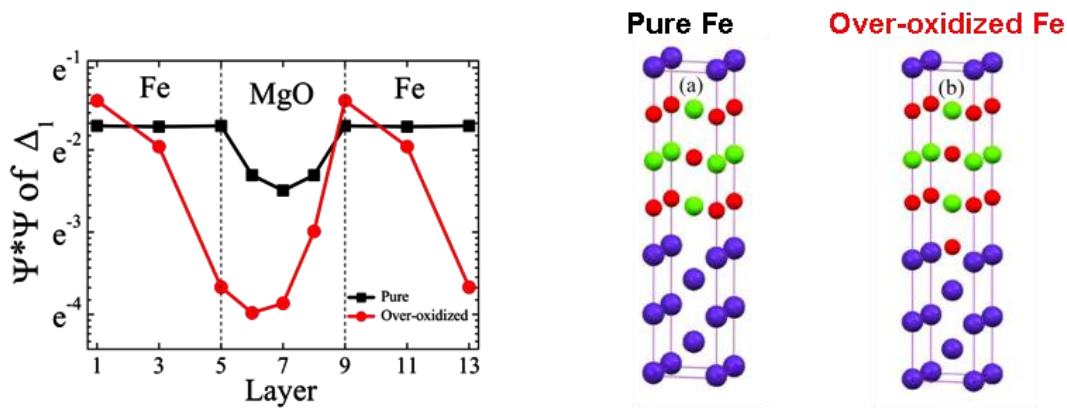 Pure Fe
Over-oxidized Fe
e-1
Fe
MgO
Fe
(a)
(b)
e-2
Ψ*Ψ of Δ1
e-3
Pure
Over-oxidized
e-4
1 3 5 7 9 11 13
Layer